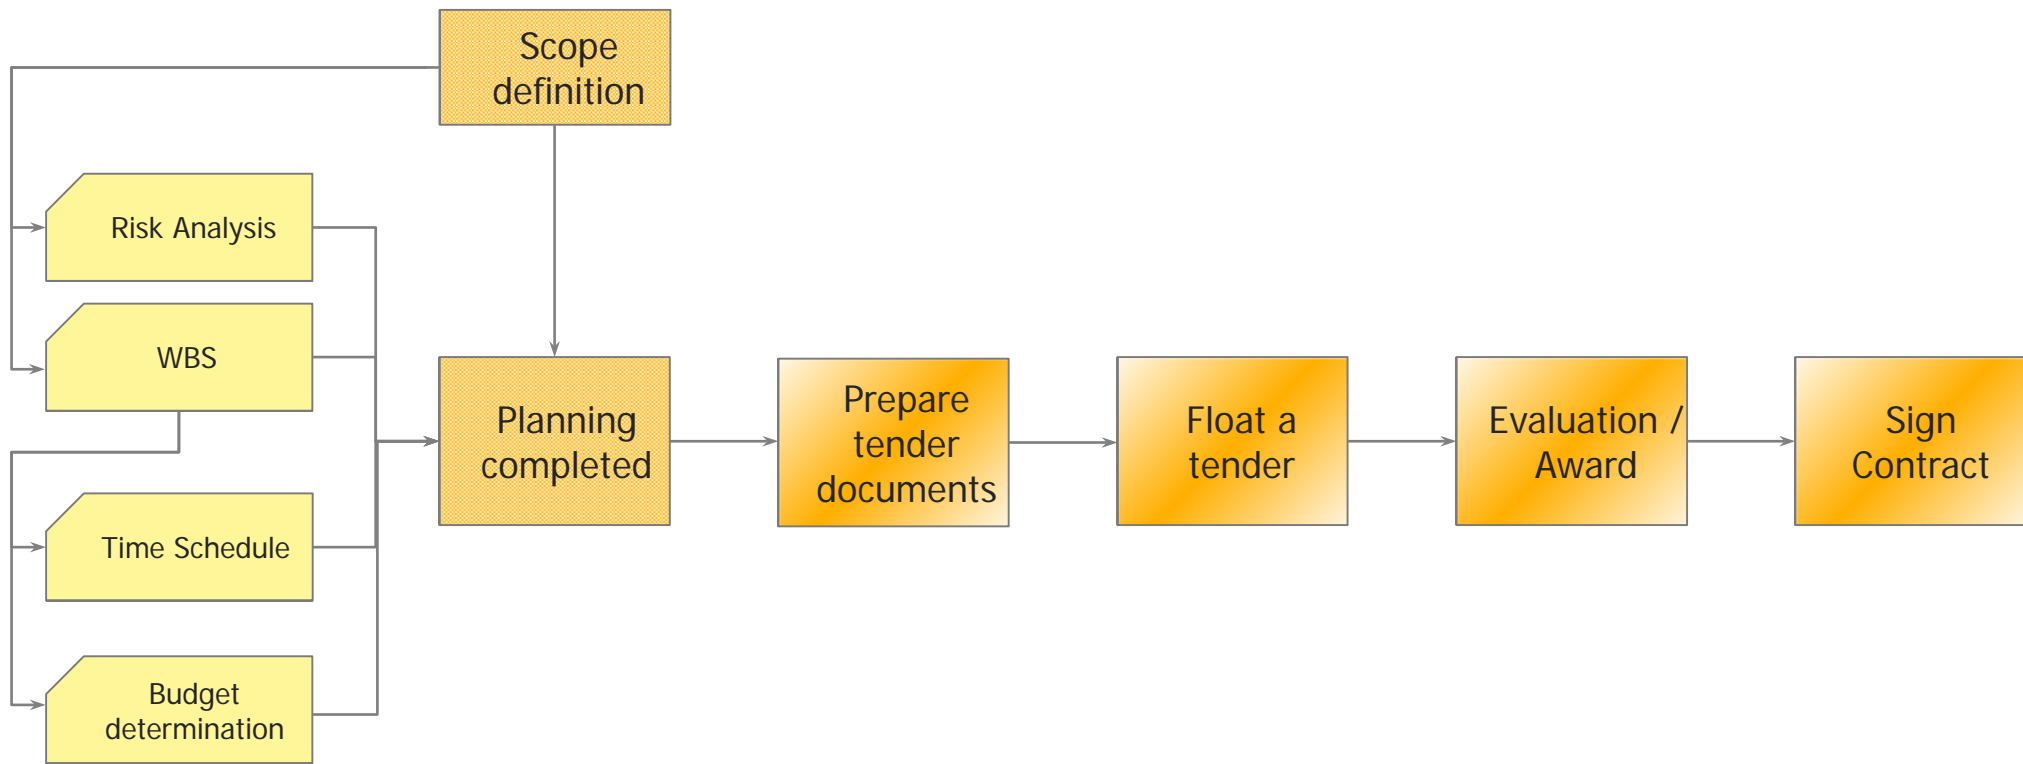 Scope
definition
Risk Analysis
WBS
Time Schedule
Budget
determination
Planning
completed
Prepare
tender
documents
Float a
tender
Evaluation /
Award
Sign
Contract